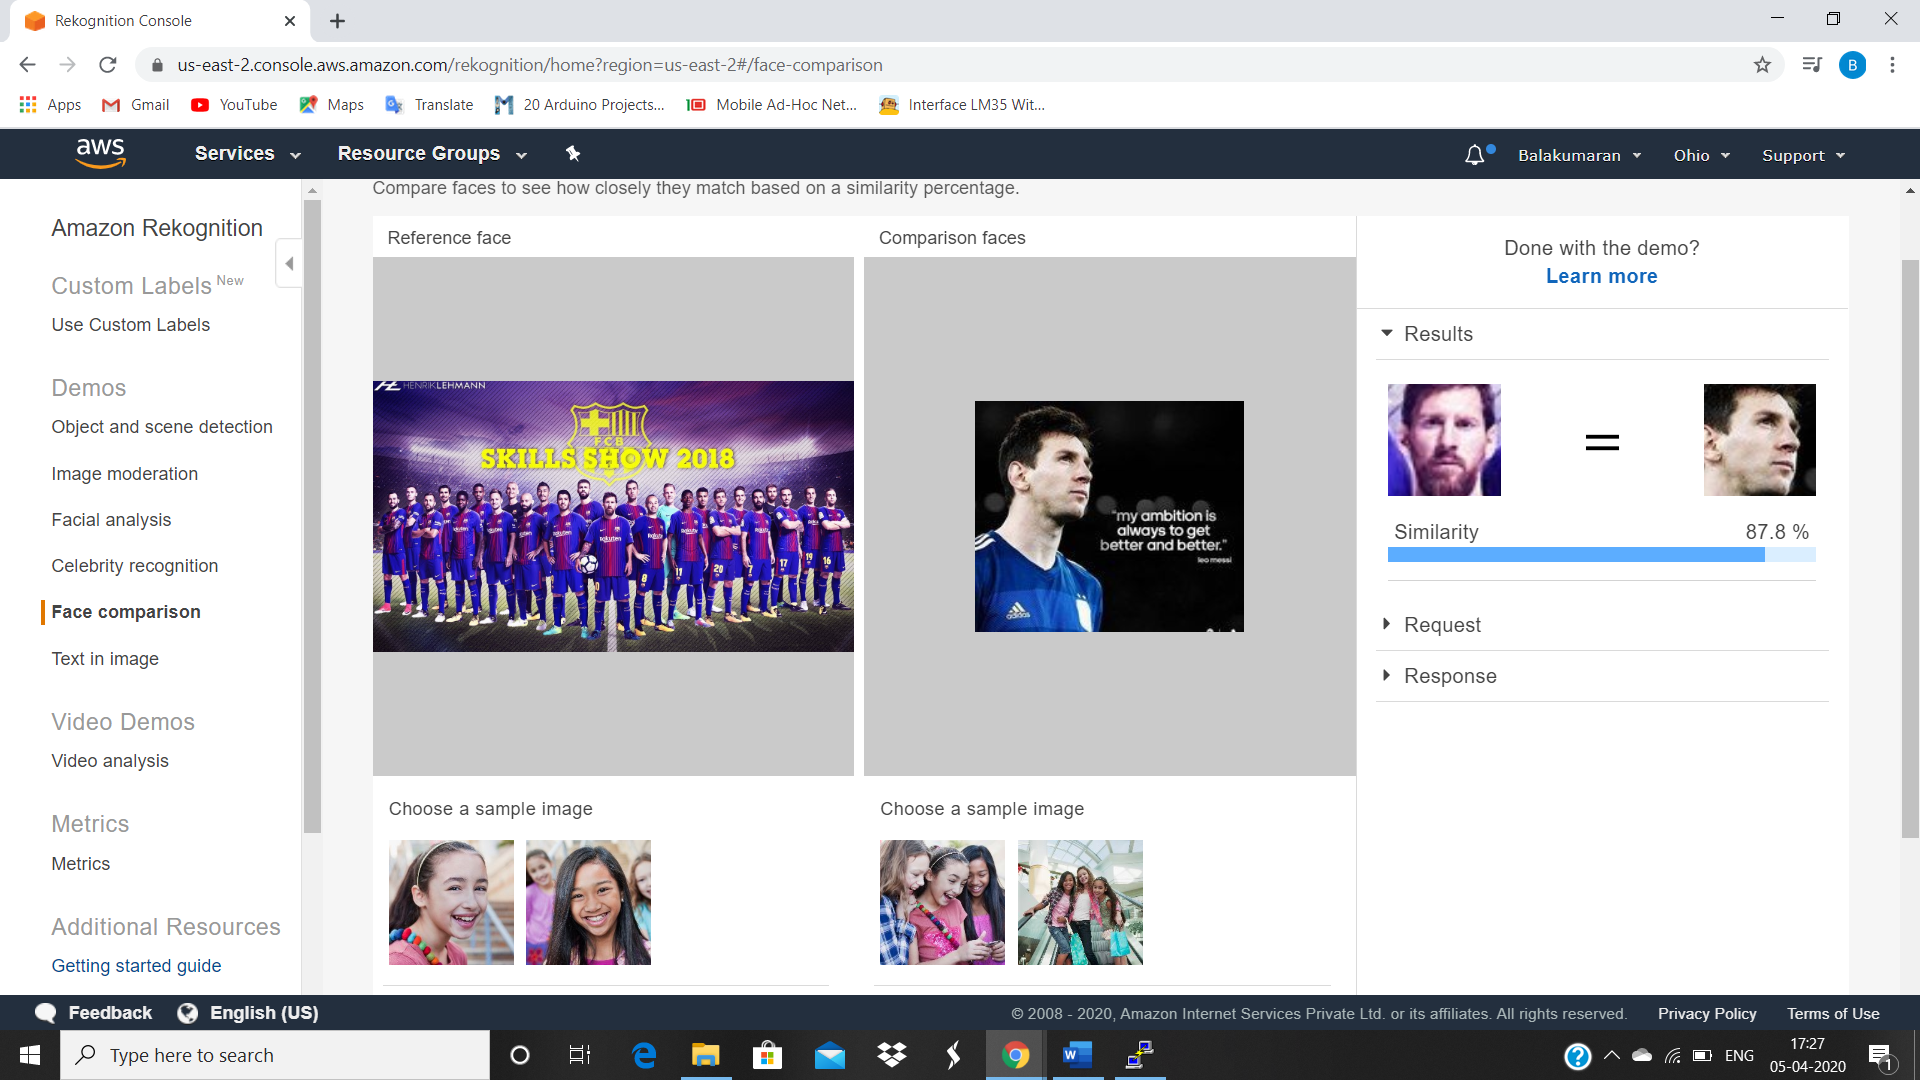 Rekognition Console
us-east-2.console.aws.amazon.com/rekognition/home?region=us-east-2#/face-comparison
B
Apps Gmail YouTube Maps Translate 20 Arduino Projects... Mobile Ad-Hoc Net... Interface LM35 Wit...
aws Services Resource Groups Balakumaran Ohio Support
Compare faces to see how closely they match based on a similarity percentage.
Amazon Rekognition
Custom Labels New
Use Custom Labels
Demos
Object and scene detection
Image moderation
Facial analysis
Celebrity recognition
Face comparison
Text in image
Video Demos
Video analysis
Metrics
Metrics
Additional Resources
Getting started guide
Reference face
HENRIKLEHMANN
FCB
SKILLS SHOW 2018
Choose a sample image
Comparison faces
"my ambition is
always to get
better and better."
leo messi
adidas
Choose a sample image
Done with the demo?
Learn more
Results
=
Similarity 87.8 %
Request
Response
Feedback English (US) © 2008 - 2020, Amazon Internet Services Private Ltd. or its affiliates. All rights reserved. Privacy Policy Terms of Use
Type here to search
ENG
17:27
05-04-2020
1